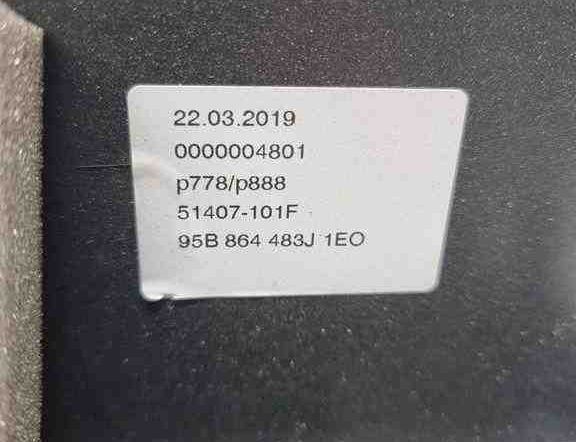 22.03.2019
0000004801
p778/p888
51407-101F
95B 864 483J 1EO